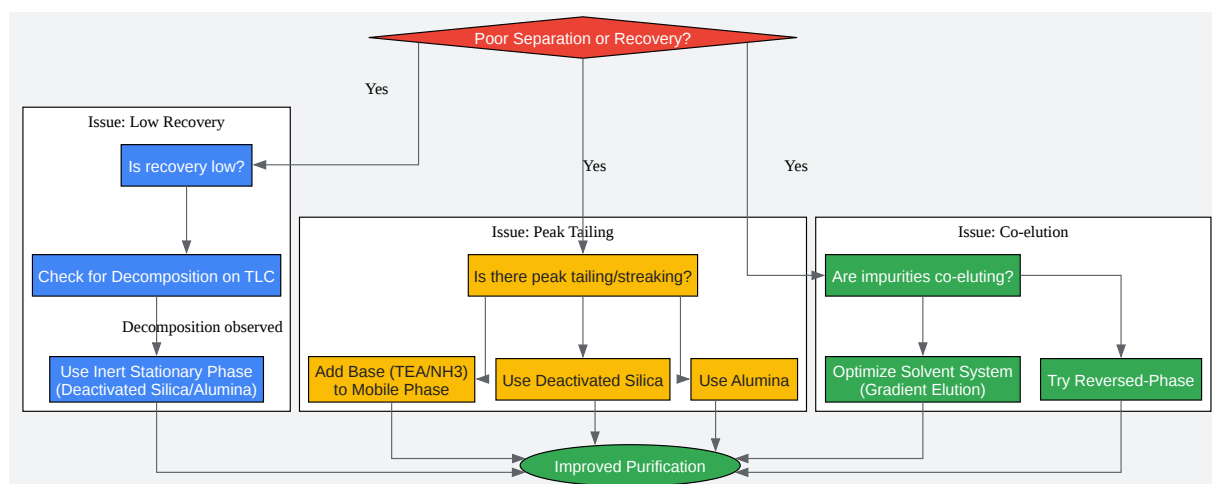 Poor Separation or Recovery?
Yes
Yes
Yes
Issue: Low Recovery
Is recovery low?
Check for Decomposition on TLC
Decomposition observed
Use Inert Stationary Phase
(Deactivated Silica/Alumina)
Issue: Peak Tailing
Is there peak tailing/streaking?
Add Base (TEA/NH3)
to Mobile Phase
Use Deactivated Silica
Use Alumina
Issue: Co-elution
Are impurities co-eluting?
Optimize Solvent System
(Gradient Elution)
Try Reversed-Phase
Improved Purification